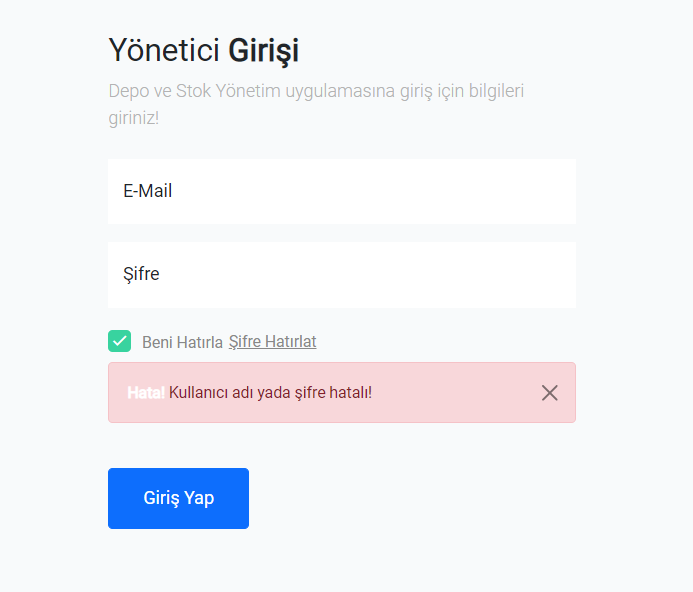 Yönetici Girişi
Depo ve Stok Yönetim uygulamasına giriş için bilgileri
giriniz!
E-Mail
Şifre
Beni Hatırla Şifre Hatırlat
Hata! Kullanıcı adı yada şifre hatalı!
Giriş Yap